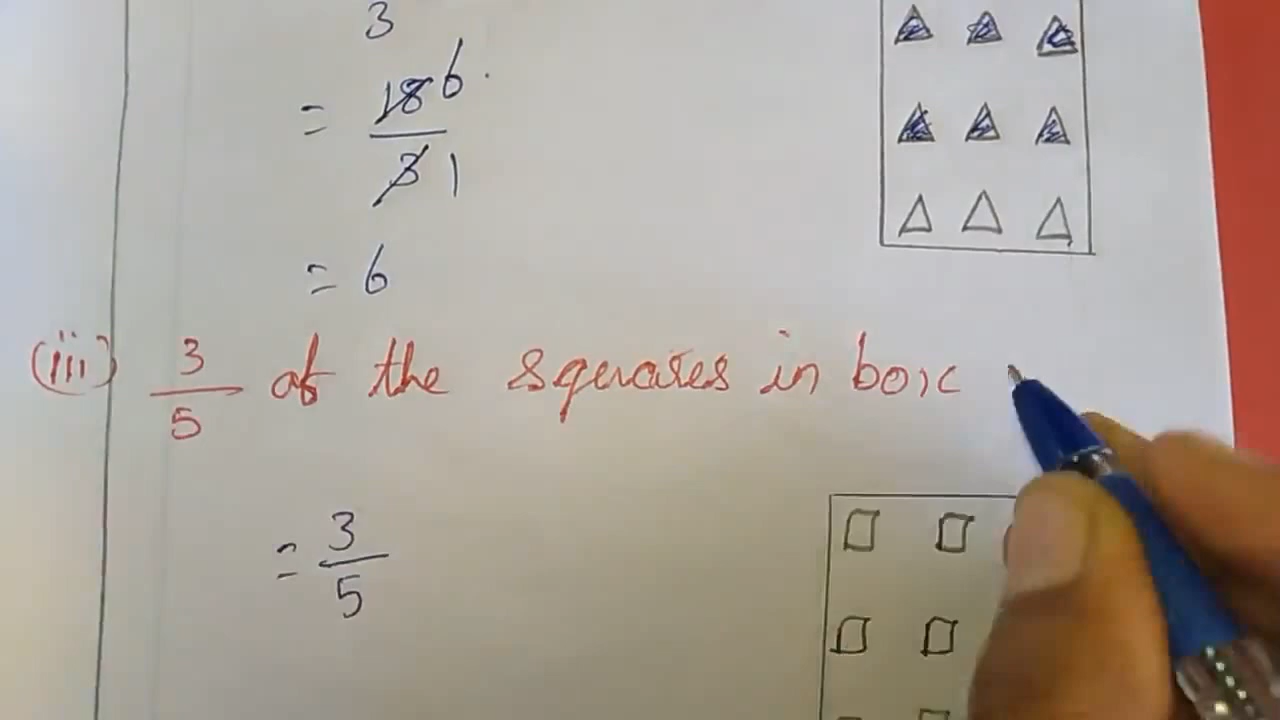 3
= 18 6
3 1
= 6
(iii) 3/5 of the squares in box
= 3/5